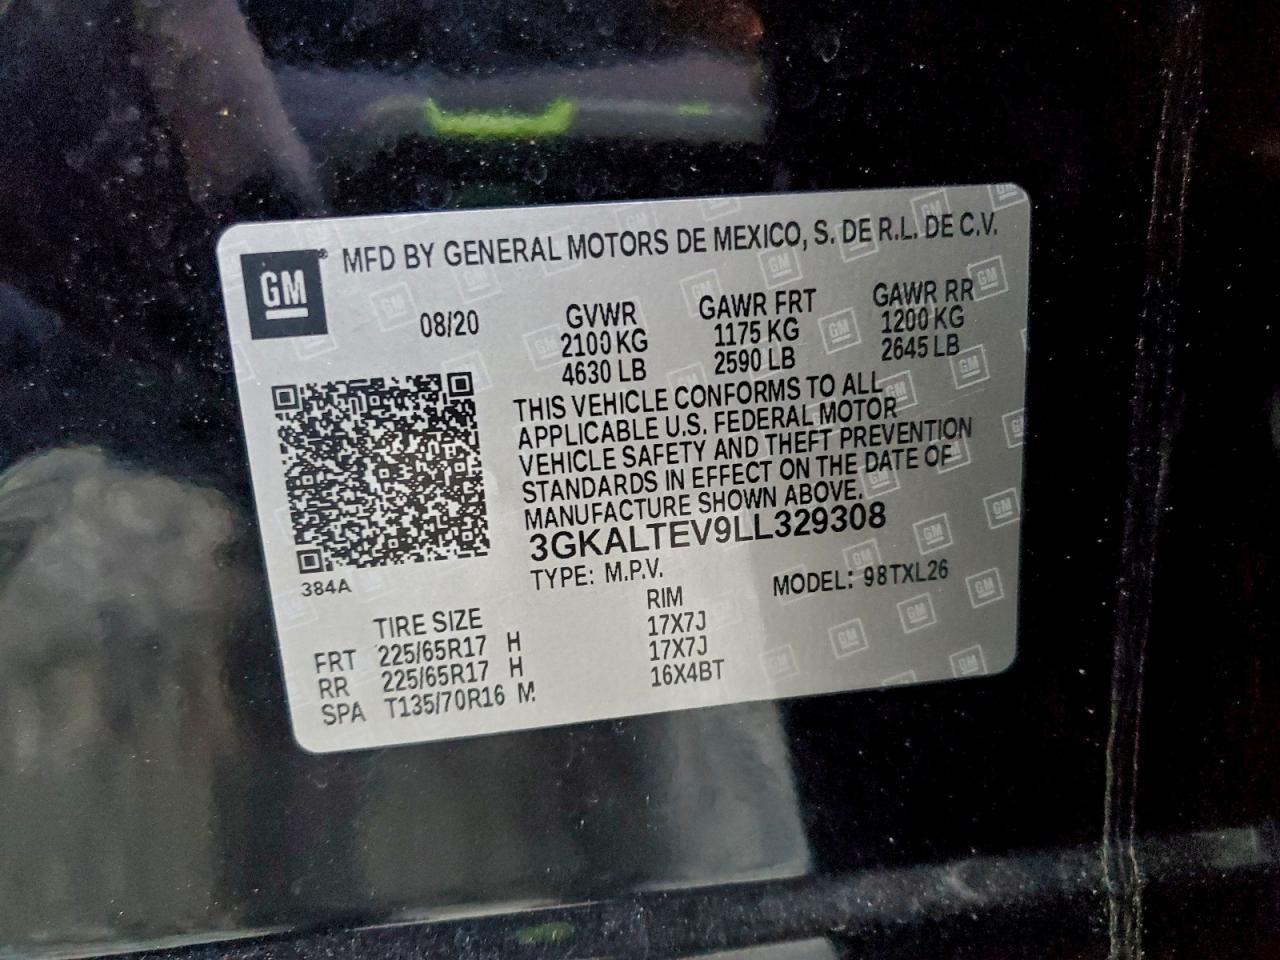 GM® MFD BY GENERAL MOTORS DE MEXICO, S. DE R.L. DE C.V.
08/20 GVWR GAWR FRT GAWR RR
2100 KG 1175 KG 1200 KG
4630 LB 2590 LB 2645 LB
THIS VEHICLE CONFORMS TO ALL
APPLICABLE U.S. FEDERAL MOTOR
VEHICLE SAFETY AND THEFT PREVENTION
STANDARDS IN EFFECT ON THE DATE OF
MANUFACTURE SHOWN ABOVE.
3GKALTEV9LL329308
384A TYPE: M.P.V. MODEL: 98TXL26
TIRE SIZE RIM
FRT 225/65R17 H 17X7J
RR 225/65R17 H 17X7J
SPA T135/70R16 M 16X4BT